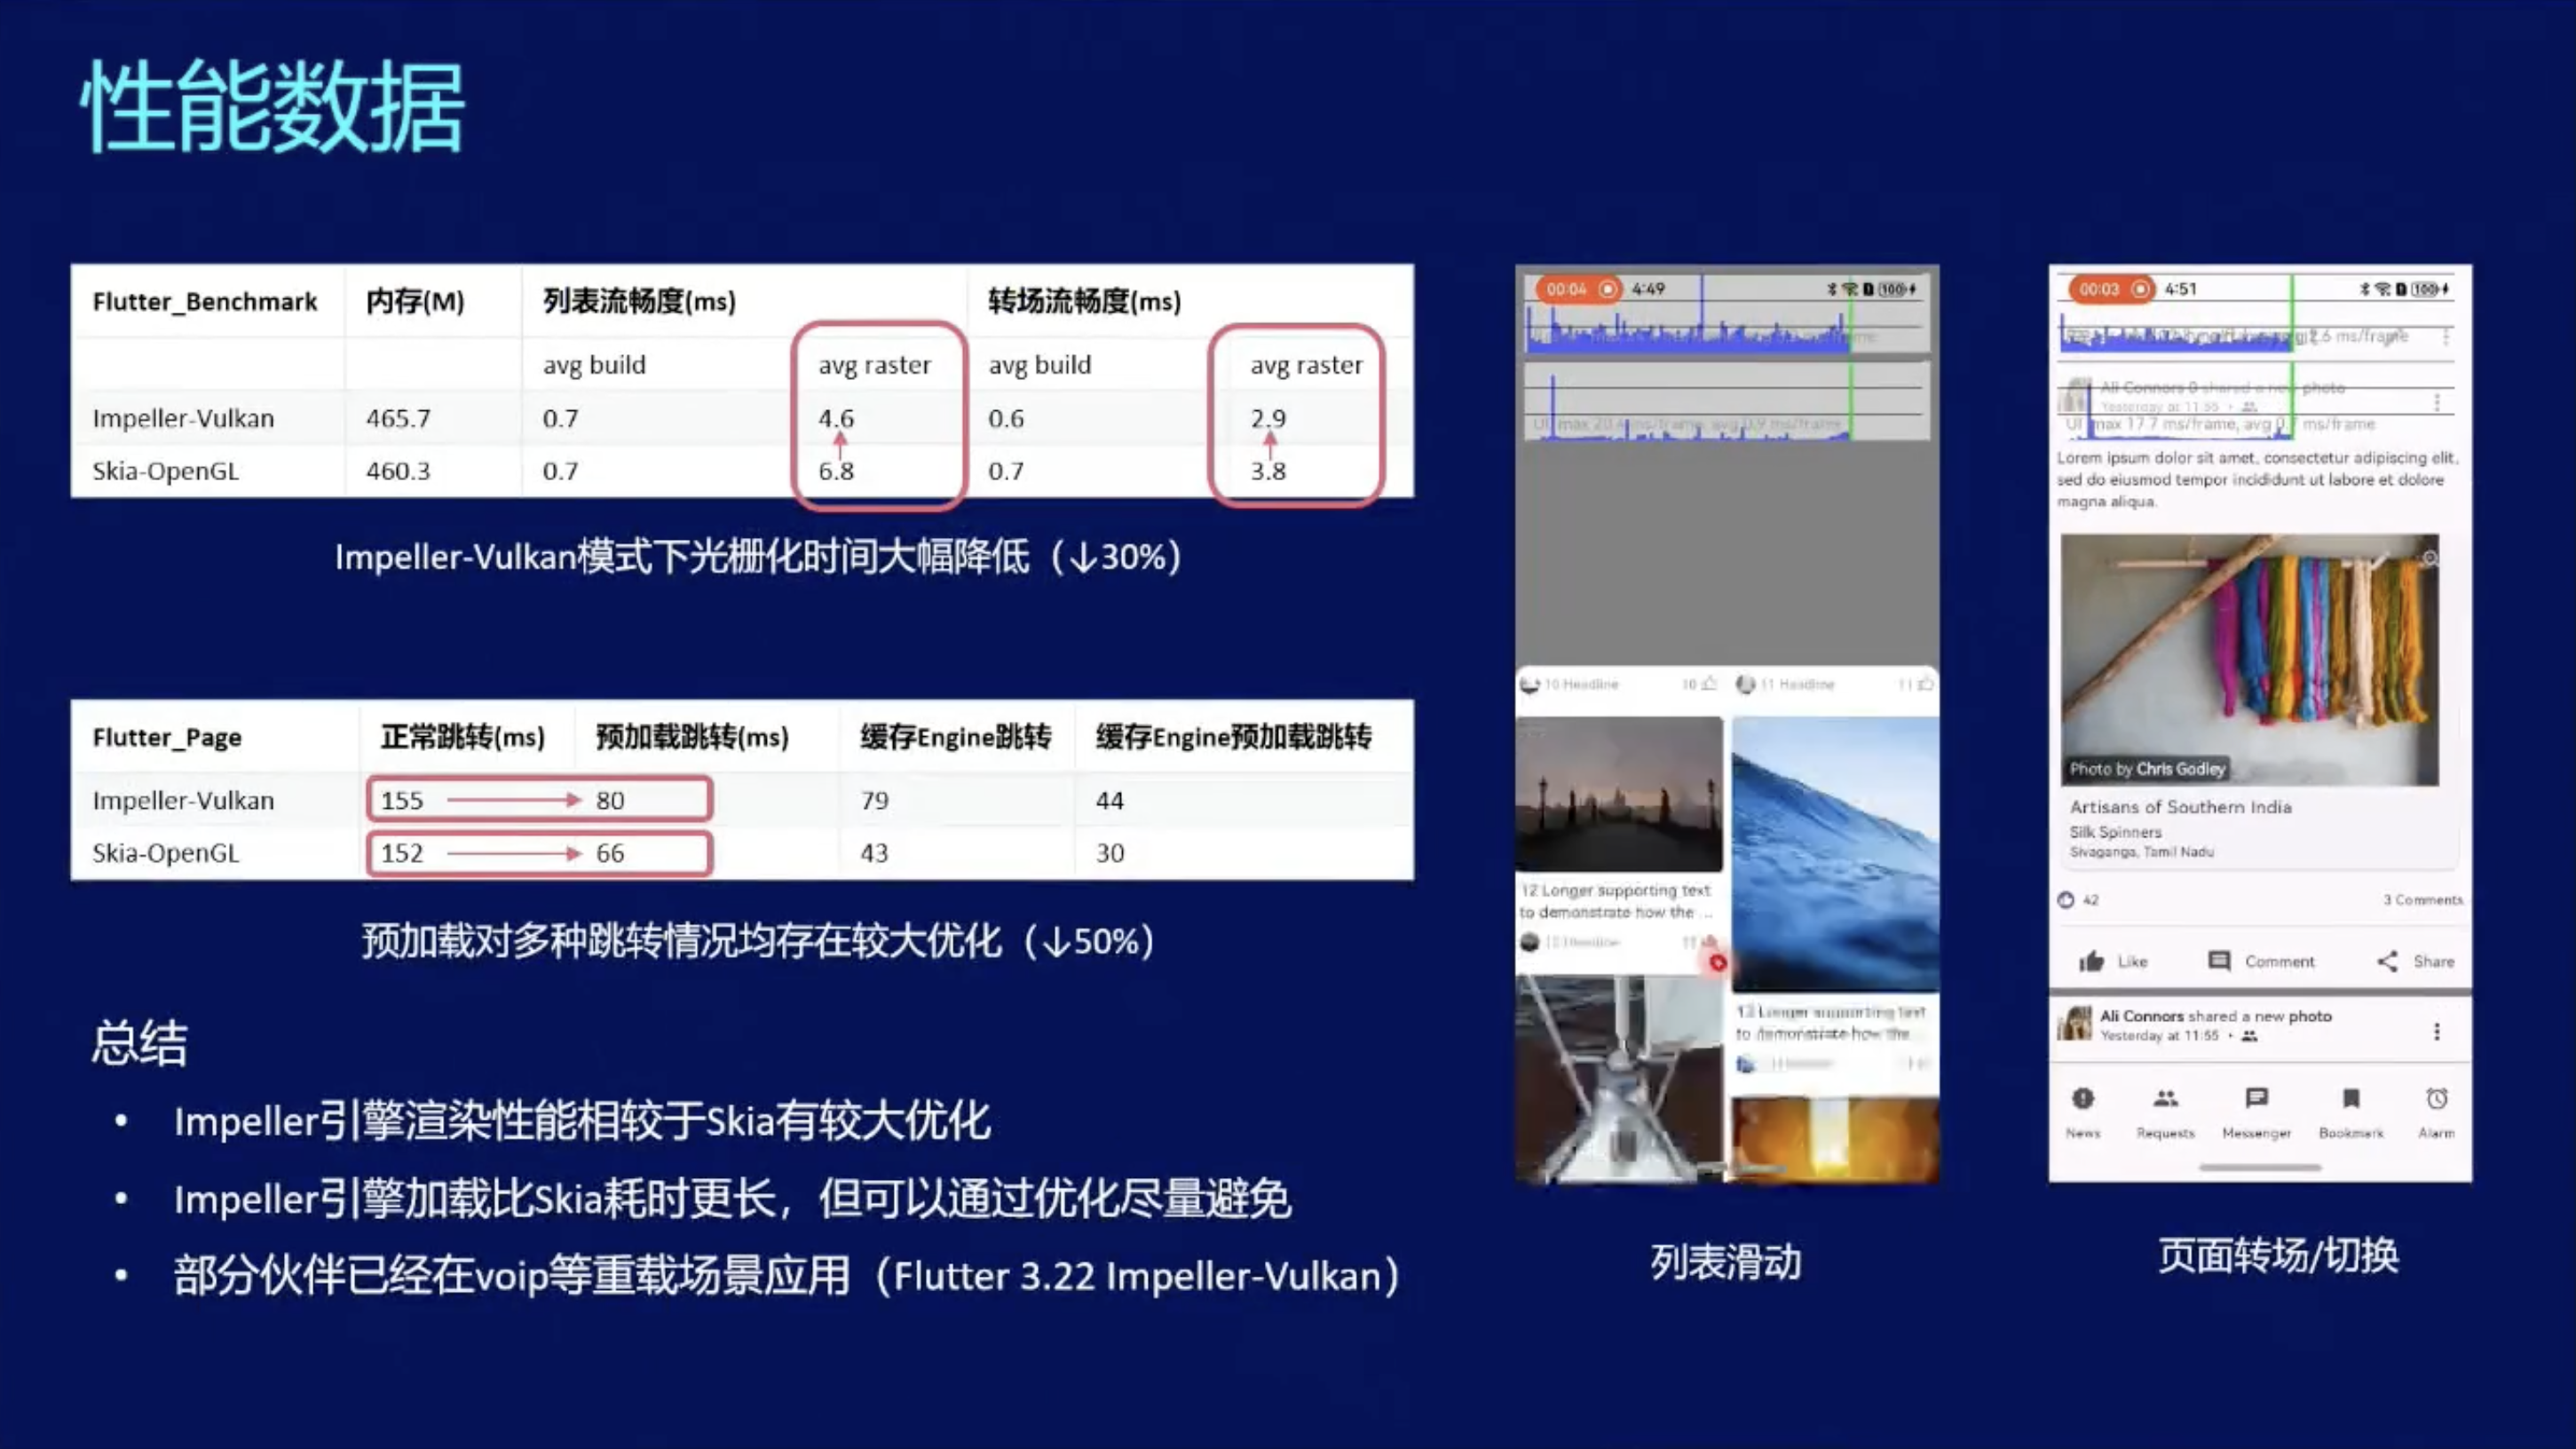 性能数据
Flutter_Benchmark 内存(M) 列表流畅度(ms) 转场流畅度(ms)
avg build avg raster avg build avg raster
Impeller-Vulkan 465.7 0.7 4.6 0.6 2.9
Skia-OpenGL 460.3 0.7 6.8 0.7 3.8
Impeller-Vulkan模式下光栅化时间大幅降低（↓30%）
Flutter_Page 正常跳转(ms) 预加载跳转(ms) 缓存Engine跳转 缓存Engine预加载跳转
Impeller-Vulkan 155 80 79 44
Skia-OpenGL 152 66 43 30
预加载对多种跳转情况均存在较大优化（↓50%）
总结
• Impeller引擎渲染性能相较于Skia有较大优化
• Impeller引擎加载比Skia耗时更长，但可以通过优化尽量避免
• 部分伙伴已经在voip等重载场景应用（Flutter 3.22 Impeller-Vulkan）
00:04 4:49 100
UI max 20.4 ms/frame, avg 0.9 ms/frame
10 Headline 10 11 Headline 11
12 Longer supporting text
to demonstrate how the ...
12 Headline 12
13 Longer supporting text
to demonstrate how the ...
列表滑动
00:03 4:51 100
2.6 ms/frame
Ali Connors 0 shared a new photo
Yesterday at 11:55
UI max 17.7 ms/frame, avg 0.7 ms/frame
Lorem ipsum dolor sit amet, consectetur adipiscing elit,
sed do eiusmod tempor incididunt ut labore et dolore
magna aliqua.
Photo by Chris Godley
Artisans of Southern India
Silk Spinners
Sivaganga, Tamil Nadu
42 3 Comments
Like Comment Share
Ali Connors shared a new photo
Yesterday at 11:55
News Requests Messenger Bookmark Alarm
页面转场/切换